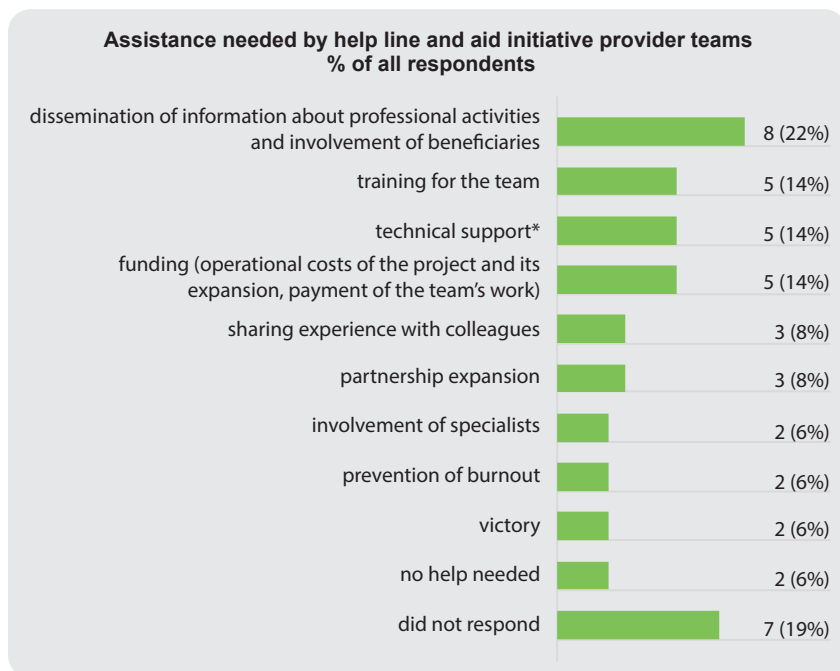 Assistance needed by help line and aid initiative provider teams
% of all respondents
dissemination of information about professional activities
and involvement of beneficiaries
8 (22%)
training for the team
5 (14%)
technical support*
5 (14%)
funding (operational costs of the project and its
expansion, payment of the team’s work)
5 (14%)
sharing experience with colleagues
3 (8%)
partnership expansion
3 (8%)
involvement of specialists
2 (6%)
prevention of burnout
2 (6%)
victory
2 (6%)
no help needed
2 (6%)
did not respond
7 (19%)